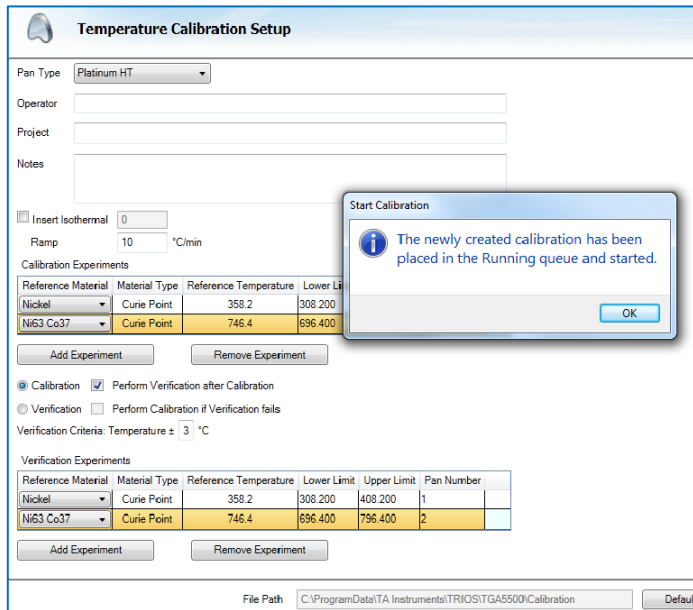 Temperature Calibration Setup
Pan Type Platinum HT
Operator
Project
Notes
Start Calibration
The newly created calibration has been
placed in the Running queue and started.
OK
Insert Isothermal 0
Ramp 10 °C/min
Calibration Experiments
Reference Material Material Type Reference Temperature Lower
Nickel Curie Point 358.2 308.200
Ni63 Co37 Curie Point 746.4 696.400
Add Experiment Remove Experiment
Calibration Perform Verification after Calibration
Verification Perform Calibration if Verification fails
Verification Criteria: Temperature ± 3 °C
Verification Experiments
Reference Material Material Type Reference Temperature Lower Limit Upper Limit Pan Number
Nickel Curie Point 358.2 308.200 408.200 1
Ni63 Co37 Curie Point 746.4 696.400 796.400 2
Add Experiment Remove Experiment
File Path C:\ProgramData\TA Instruments\TRIOS\TGA5500\Calibration Defaul